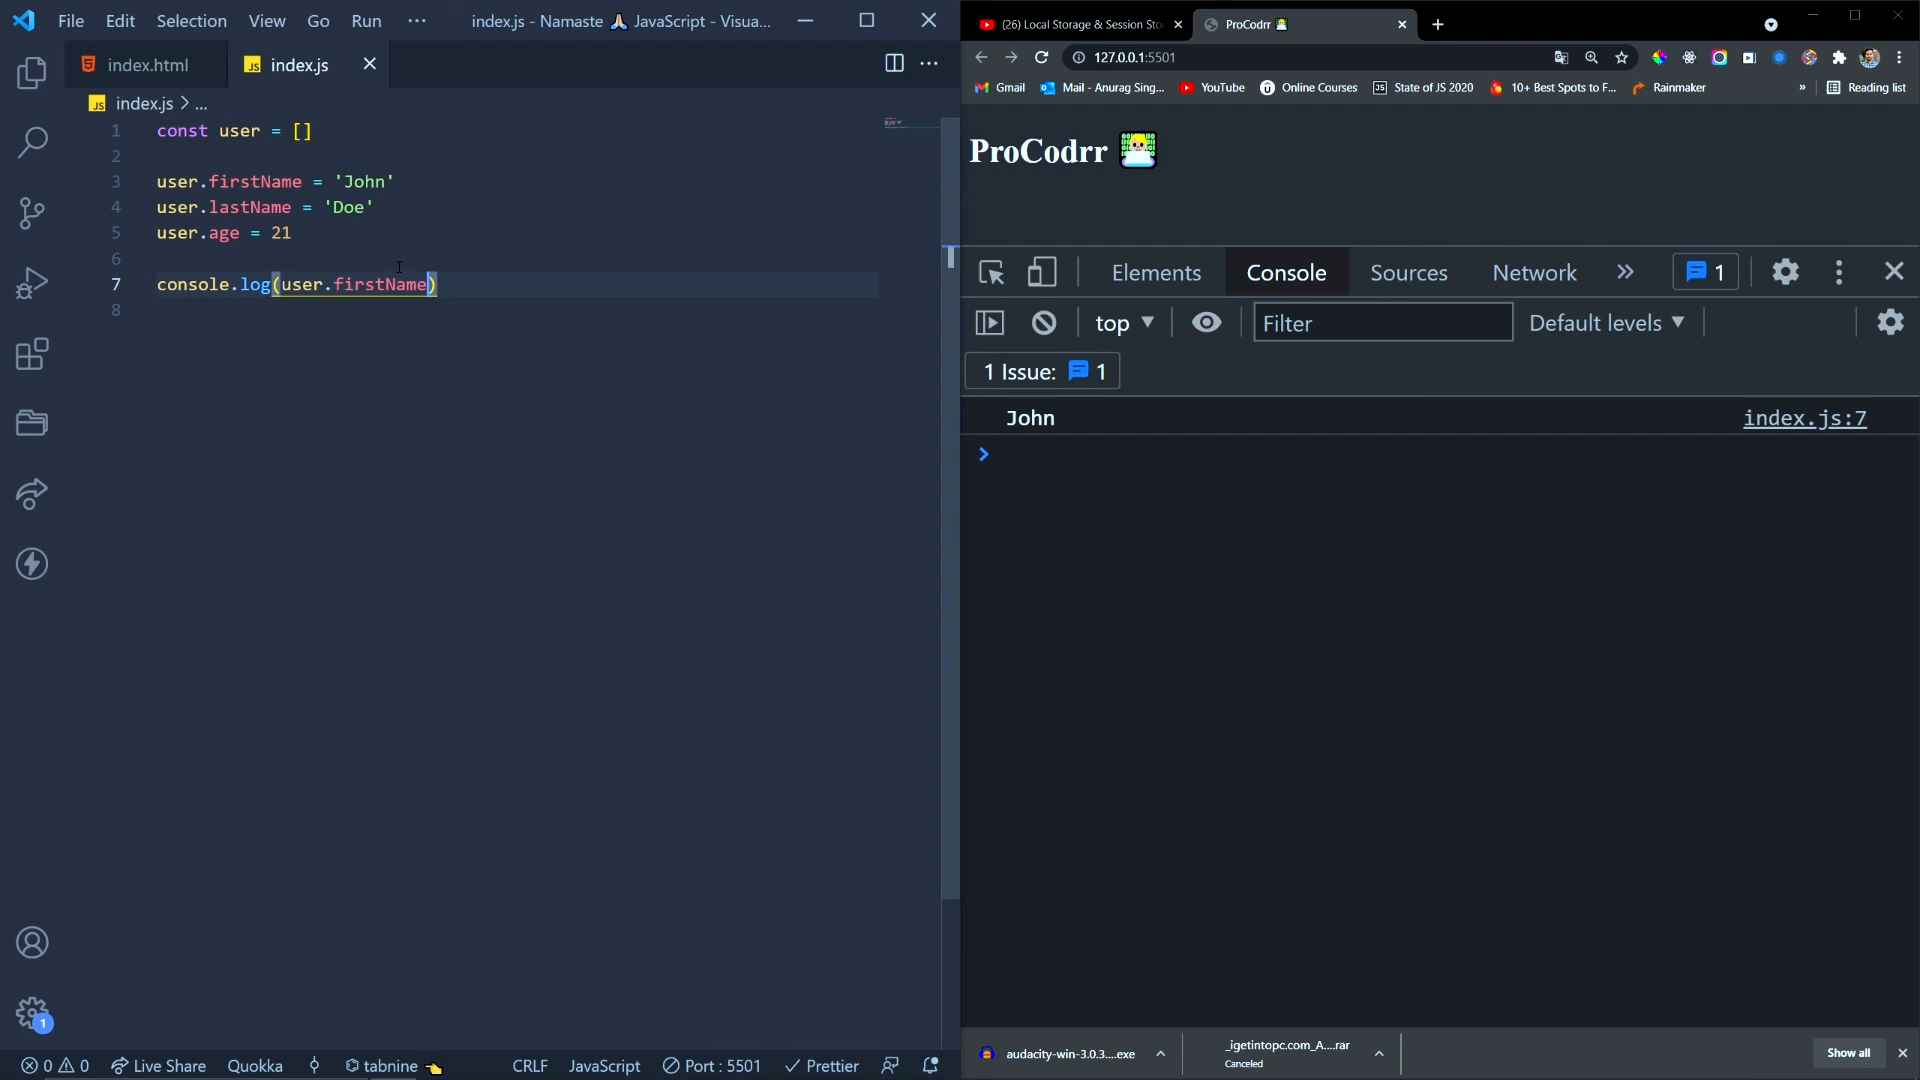 File Edit Selection View Go Run ··· index.js - Namaste 🙏 JavaScript - Visua...
index.html
JS index.js
JS index.js > ...
1 const user = []
2
3 user.firstName = 'John'
4 user.lastName = 'Doe'
5 user.age = 21
6
7 console.log(user.firstName)
8
1
0 0 Live Share Quokka tabnine 👈 CRLF JavaScript Port : 5501 Prettier
(26) Local Storage & Session Sto
ProCodrr
127.0.0.1:5501
Gmail Mail - Anurag Sing... YouTube Online Courses JS State of JS 2020 10+ Best Spots to F... Rainmaker » Reading list
ProCodrr
Elements Console Sources Network » 1
top Filter Default levels
1 Issue: 1
John index.js:7
>
audacity-win-3.0.3....exe
_igetintopc.com_A....rar
Canceled
Show all